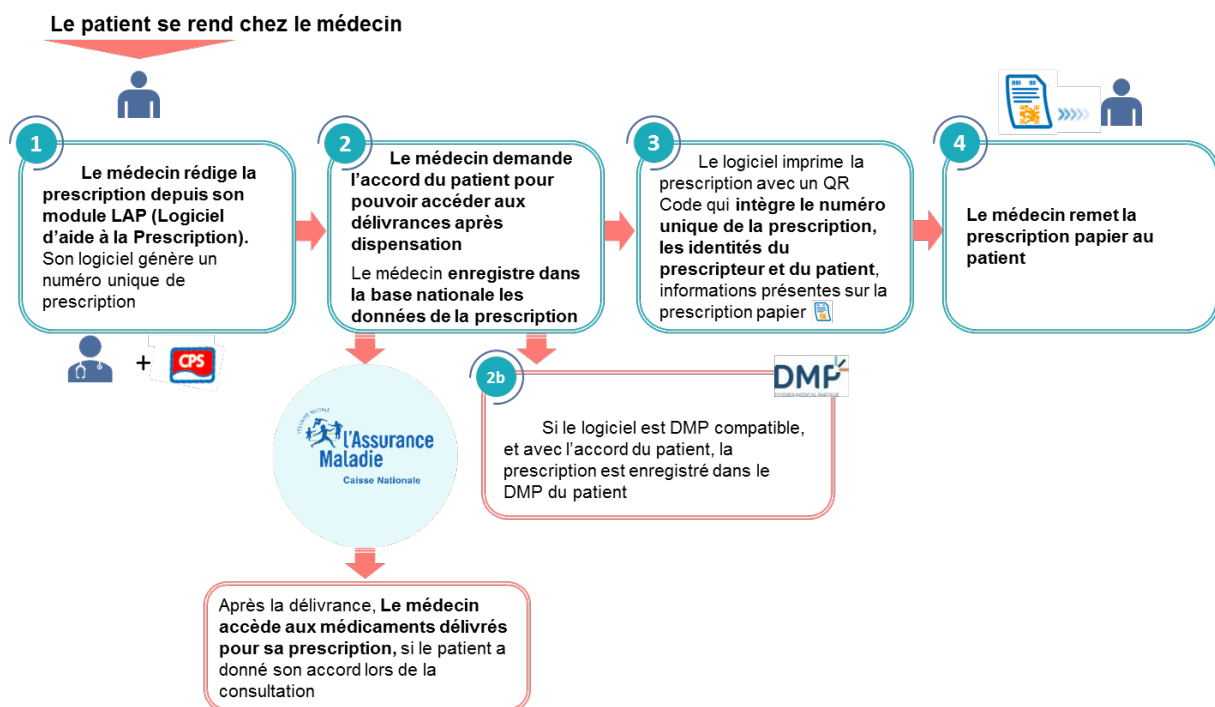 Le patient se rend chez le médecin
1
Le médecin rédige la
prescription depuis son
module LAP (Logiciel
d’aide à la Prescription).
Son logiciel génère un
numéro unique de
prescription
+
CPS
2
Le médecin demande
l’accord du patient pour
pouvoir accéder aux
délivrances après
dispensation
Le médecin enregistre dans
la base nationale les
données de la prescription
3
Le logiciel imprime la
prescription avec un QR
Code qui intègre le numéro
unique de la prescription,
les identités du
prescripteur et du patient,
informations présentes sur la
prescription papier
4
Le médecin remet la
prescription papier au
patient
l’Assurance
Maladie
Caisse Nationale
2b
DMP
DOSSIER MÉDICAL PARTAGÉ
Si le logiciel est DMP compatible,
et avec l’accord du patient, la
prescription est enregistré dans le
DMP du patient
Après la délivrance, Le médecin
accède aux médicaments délivrés
pour sa prescription, si le patient a
donné son accord lors de la
consultation